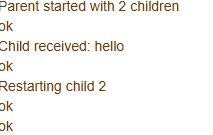 Parent started with 2 children
ok
Child received: hello
ok
Restarting child 2
ok
ok